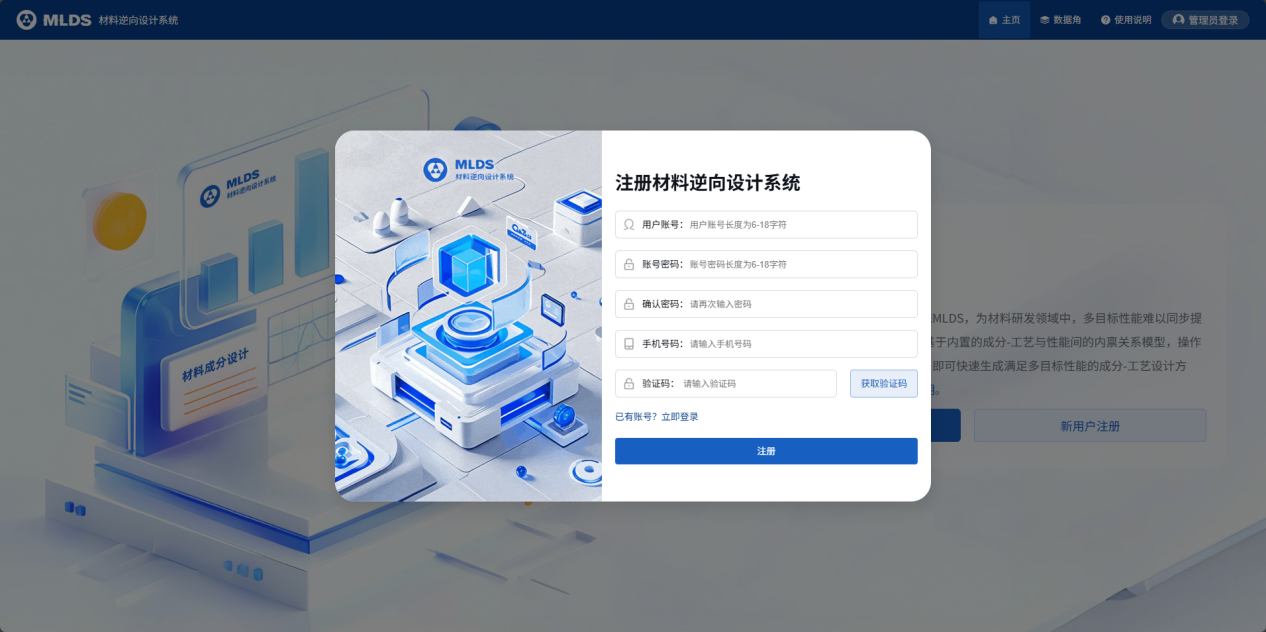 MLDS 材料逆向设计系统
主页
数据角
使用说明
管理员登录
MLDS
材料逆向设计系统
材料成分设计
MLDS
材料逆向设计系统
注册材料逆向设计系统
用户账号： 用户账号长度为6-18字符
账号密码： 账号密码长度为6-18字符
确认密码： 请再次输入密码
手机号码： 请输入手机号码
验证码： 请输入验证码
获取验证码
已有账号？立即登录
注册
MLDS，为材料研发领域中，多目标性能难以同步提
基于内置的成分-工艺与性能间的内禀关系模型，操作
即可快速生成满足多目标性能的成分-工艺设计方
。
新用户注册